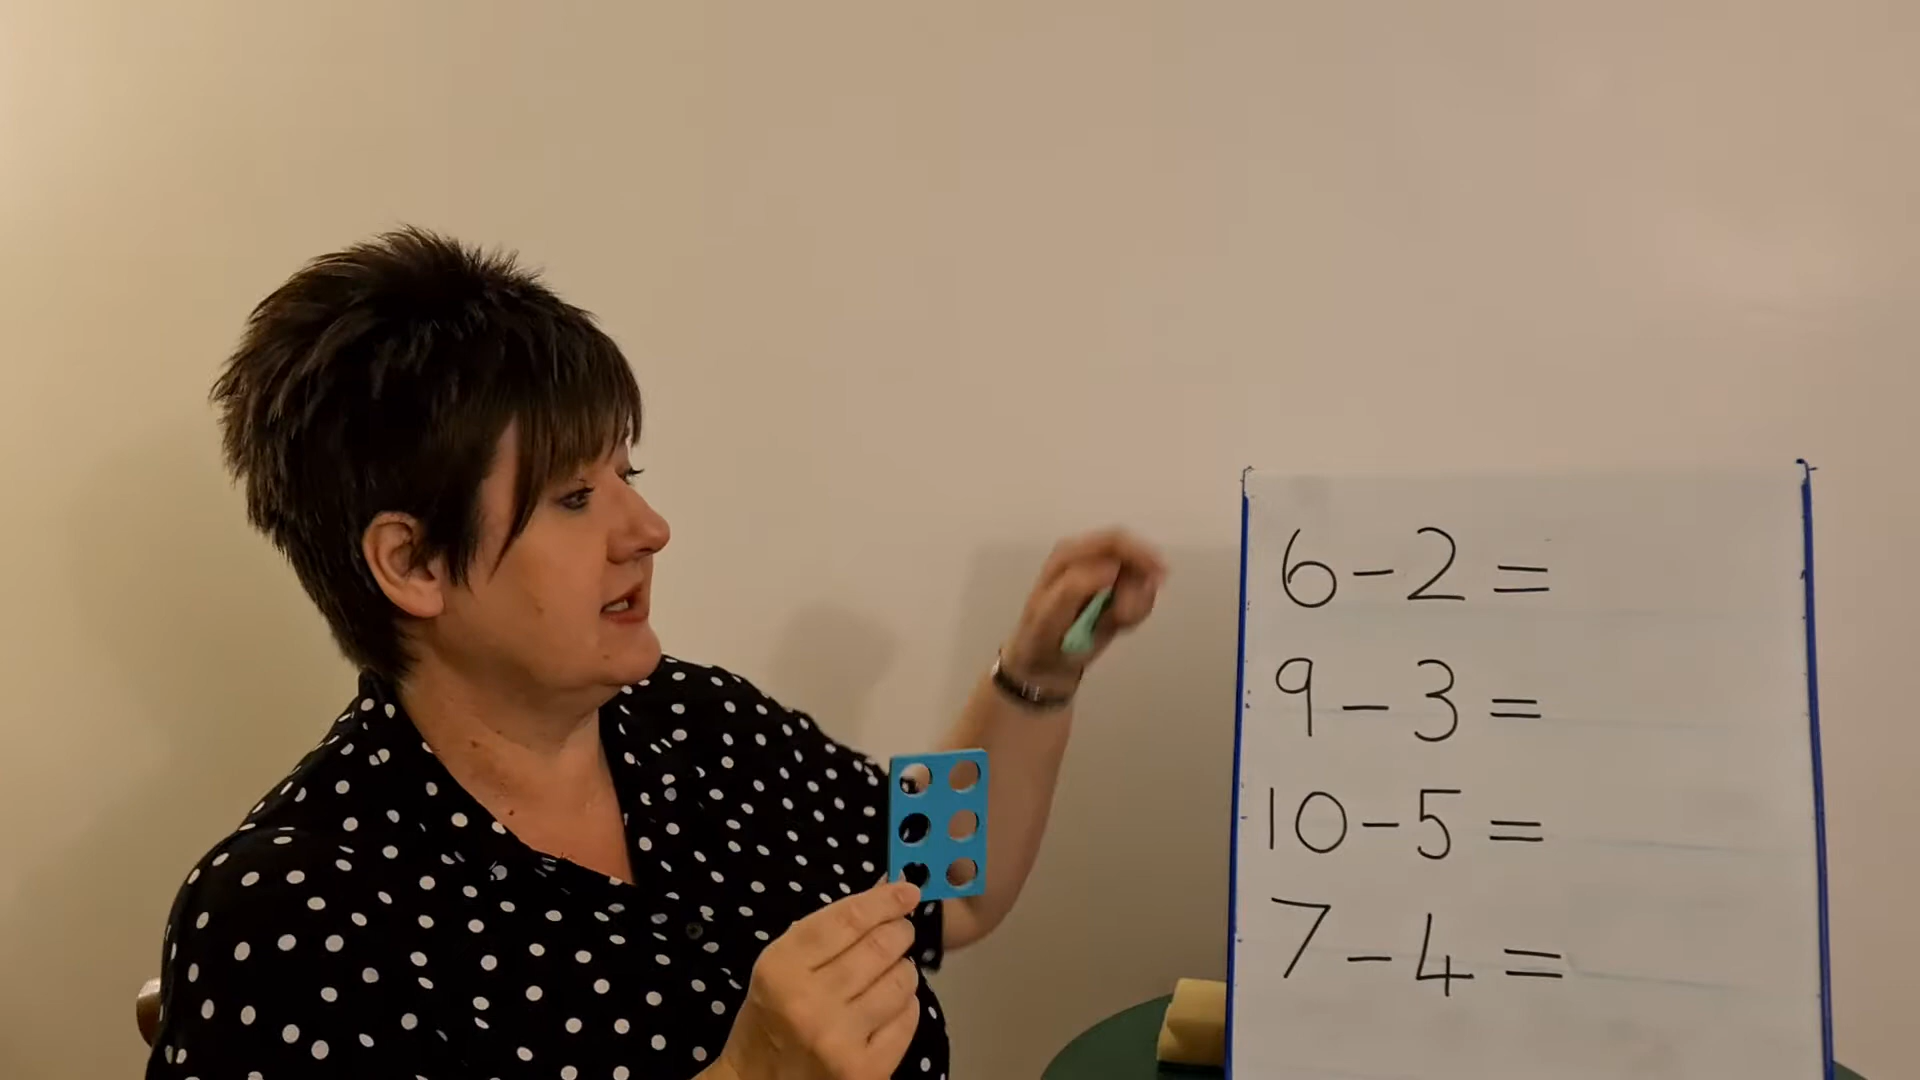 6-2=
9-3=
10-5=
7-4=